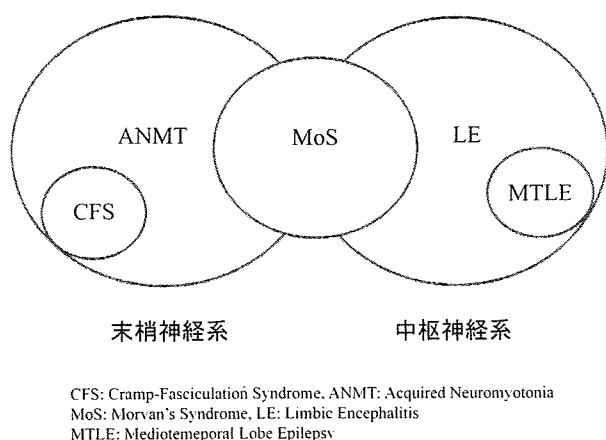 ANMT MoS LE
CFS MTLE
末梢神経系 中枢神経系
CFS: Cramp-Fasciculation Syndrome, ANMT: Acquired Neuromyotonia
MoS: Morvan's Syndrome, LE: Limbic Encephalitis
MTLE: Mediotemeporal Lobe Epilepsy